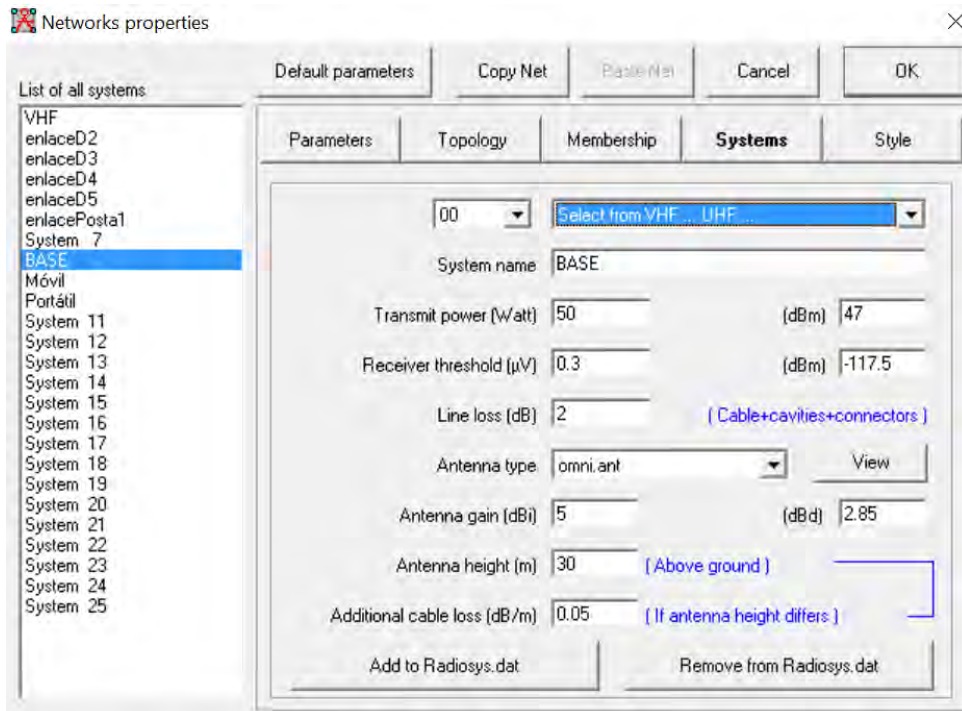 Networks properties
Default parameters Copy Net Paste Net Cancel OK
List of all systems
VHF
enlaceD2
enlaceD3
enlaceD4
enlaceD5
enlacePosta1
System 7
BASE
Móvil
Portátil
System 11
System 12
System 13
System 14
System 15
System 16
System 17
System 18
System 19
System 20
System 21
System 22
System 23
System 24
System 25
Parameters Topology Membership Systems Style
00 Select from VHF ... UHF ...
System name BASE
Transmit power (Watt) 50 (dBm) 47
Receiver threshold (µV) 0.3 (dBm) -117.5
Line loss (dB) 2 ( Cable+cavities+connectors )
Antenna type omni.ant View
Antenna gain (dBi) 5 (dBd) 2.85
Antenna height (m) 30 ( Above ground )
Additional cable loss (dB/m) 0.05 ( If antenna height differs )
Add to Radiosys.dat Remove from Radiosys.dat